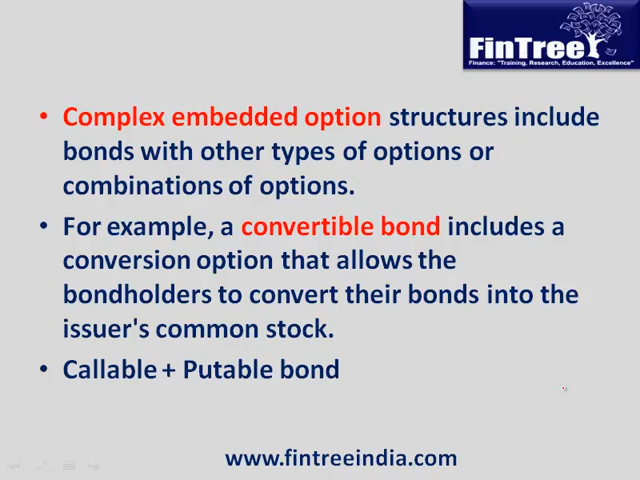 FinTree
Finance: "Training, Research, Education, Excellence"
• Complex embedded option structures include
bonds with other types of options or
combinations of options.
• For example, a convertible bond includes a
conversion option that allows the
bondholders to convert their bonds into the
issuer's common stock.
• Callable + Putable bond
www.fintreeindia.com